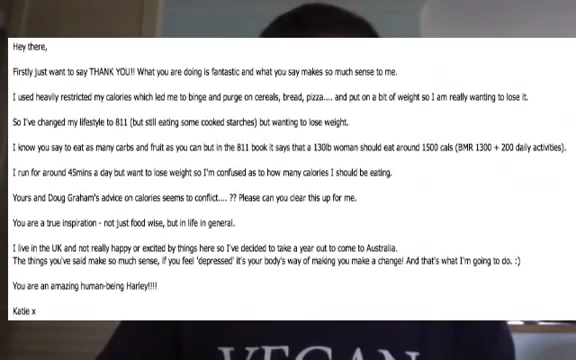 Hey there,
Firstly just want to say THANK YOU!! What you are doing is fantastic and what you say makes so much sense to me.
I used heavily restricted my calories which led me to binge and purge on cereals, bread, pizza.... and put on a bit of weight so I am really wanting to lose it.
So I've changed my lifestyle to 811 (but still eating some cooked starches) but wanting to lose weight.
I know you say to eat as many carbs and fruit as you can but in the 811 book it says that a 130lb woman should eat around 1500 cals (BMR 1300 + 200 daily activities).
I run for around 45mins a day but want to lose weight so I'm confused as to how many calories I should be eating.
Yours and Doug Graham's advice on calories seems to conflict.... ?? Please can you clear this up for me.
You are a true inspiration - not just food wise, but in life in general.
I live in the UK and not really happy or excited by things here so I've decided to take a year out to come to Australia.
The things you've said make so much sense, if you feel 'depressed' it's your body's way of making you make a change! And that's what I'm going to do. :)
You are an amazing human-being Harley!!!!
Katie x
VEGAN